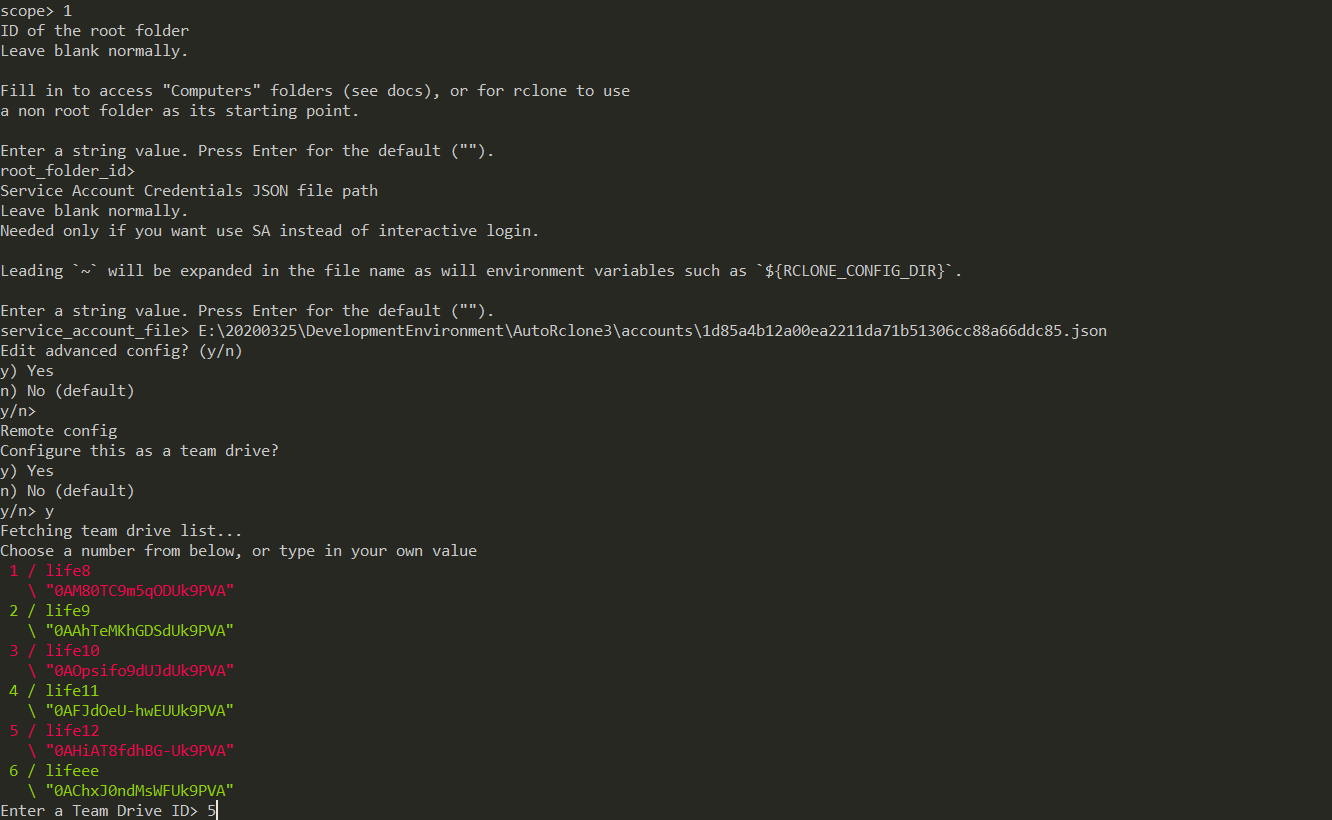 scope> 1
ID of the root folder
Leave blank normally.
Fill in to access "Computers" folders (see docs), or for rclone to use
a non root folder as its starting point.
Enter a string value. Press Enter for the default ("").
root_folder_id>
Service Account Credentials JSON file path
Leave blank normally.
Needed only if you want use SA instead of interactive login.
Leading `~` will be expanded in the file name as will environment variables such as `${RCLONE_CONFIG_DIR}`.
Enter a string value. Press Enter for the default ("").
service_account_file> E:\20200325\DevelopmentEnvironment\AutoRclone3\accounts\1d85a4b12a00ea2211da71b51306cc88a66ddc85.json
Edit advanced config? (y/n)
y) Yes
n) No (default)
y/n>
Remote config
Configure this as a team drive?
y) Yes
n) No (default)
y/n> y
Fetching team drive list...
Choose a number from below, or type in your own value
1 / life8
\ "0AM80TC9m5qODUk9PVA"
2 / life9
\ "0AAhTeMKhGDSdUk9PVA"
3 / life10
\ "0AOpsifo9dUJdUk9PVA"
4 / life11
\ "0AFJdOeU-hwEUUk9PVA"
5 / life12
\ "0AHiAT8fdhBG-Uk9PVA"
6 / lifeee
\ "0AChxJ0ndMsWFUk9PVA"
Enter a Team Drive ID> 5